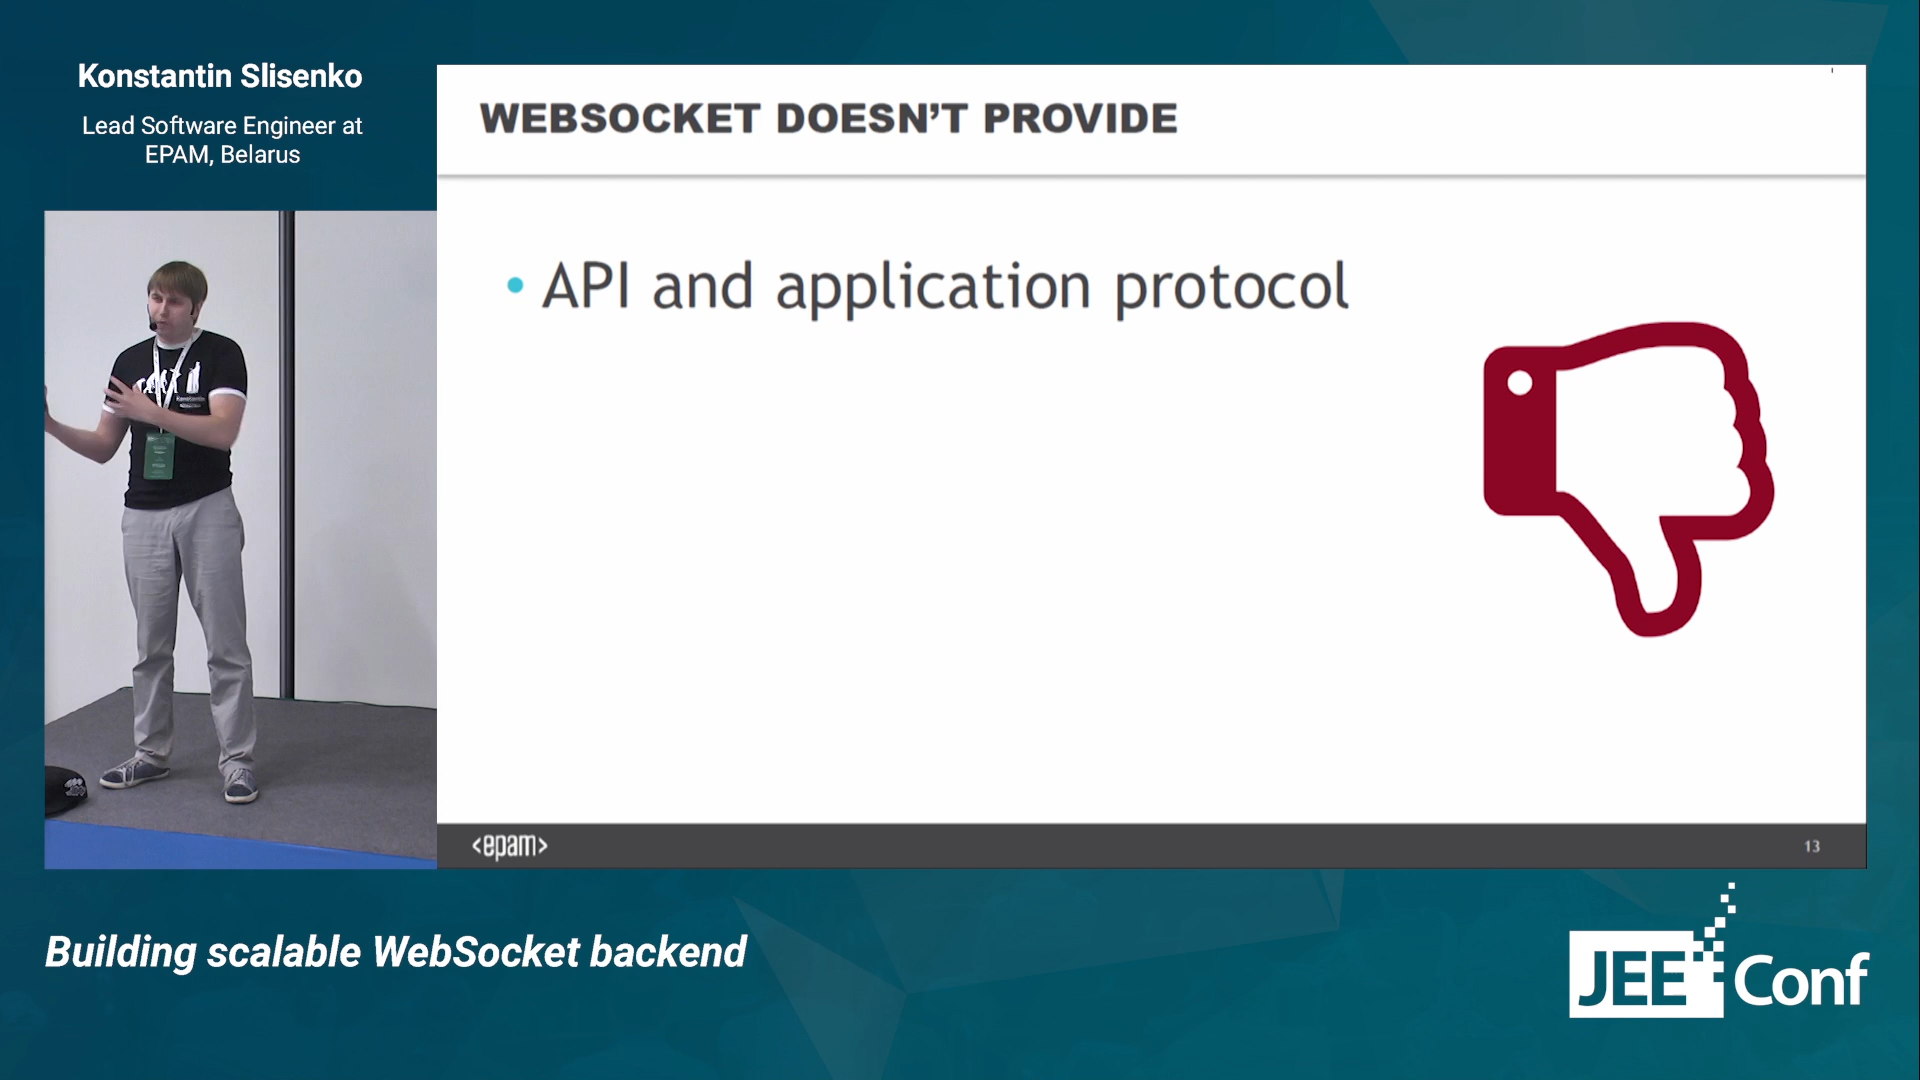 Konstantin Slisenko
Lead Software Engineer at
EPAM, Belarus
WEBSOCKET DOESN’T PROVIDE
• API and application protocol
<epam>
13
Building scalable WebSocket backend
JEE Conf